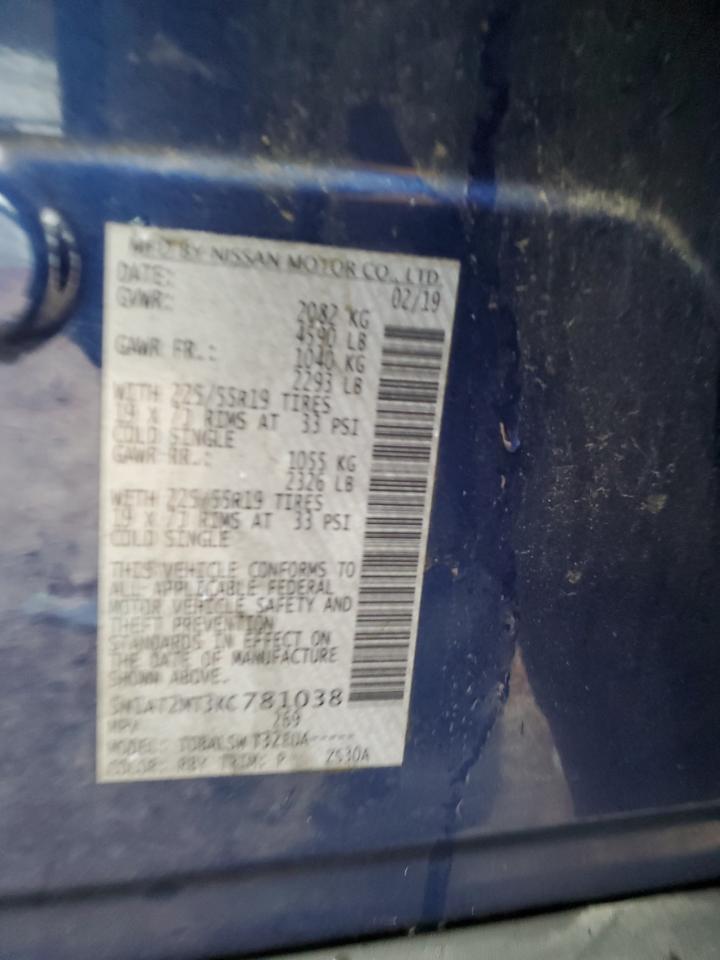 MFD BY NISSAN MOTOR CO., LTD.
DATE: 02/19
GVWR: 2082 KG
4590 LB
GAWR FR.: 1040 KG
2293 LB
WITH 225/55R19 TIRES
19 X 7J RIMS AT 33 PSI
COLD SINGLE
GAWR RR.: 1055 KG
2326 LB
WITH 225/55R19 TIRES
19 X 7J RIMS AT 33 PSI
COLD SINGLE
THIS VEHICLE CONFORMS TO
ALL APPLICABLE FEDERAL
MOTOR VEHICLE SAFETY AND
THEFT PREVENTION
STANDARDS IN EFFECT ON
THE DATE OF MANUFACTURE
SHOWN ABOVE.
5N1AT2MT3KC781038
MPV 269
MODEL:
COLOR: RBY TRIM: P 2530A